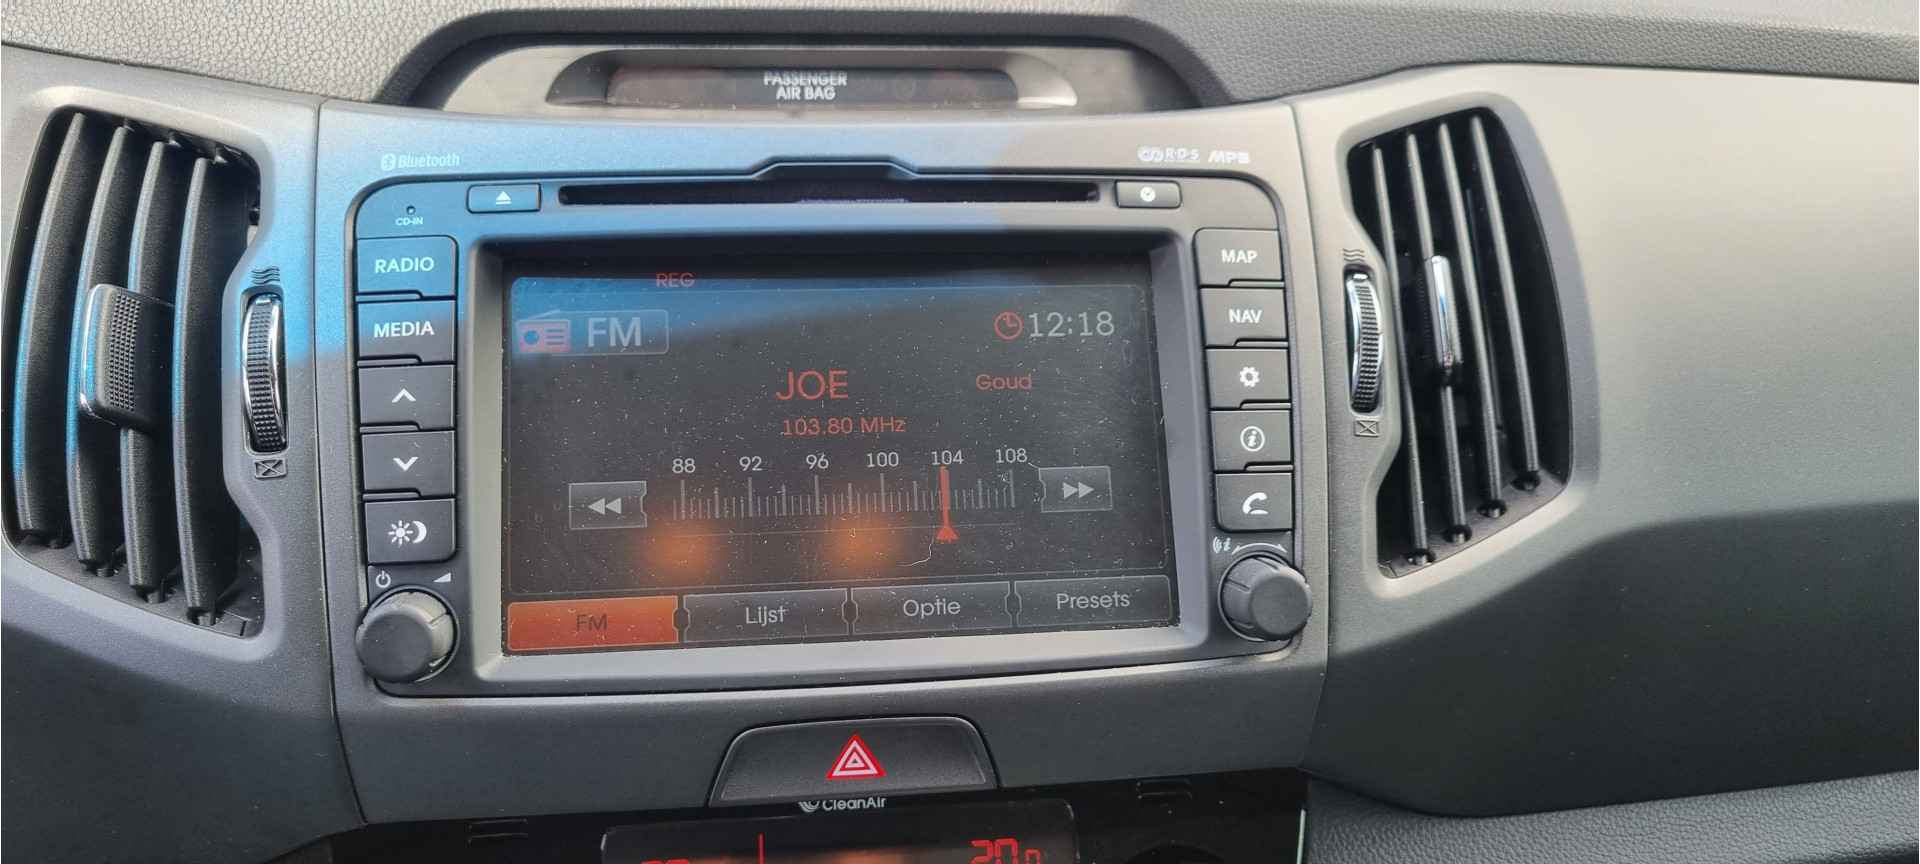 PASSENGER
AIR BAG
Bluetooth
R·D·S MP3
CD-IN
RADIO
MEDIA
MAP
NAV
REG
FM
12:18
JOE
Goud
103.80 MHz
88 92 96 100 104 108
FM Lijst Optie Presets
CleanAir